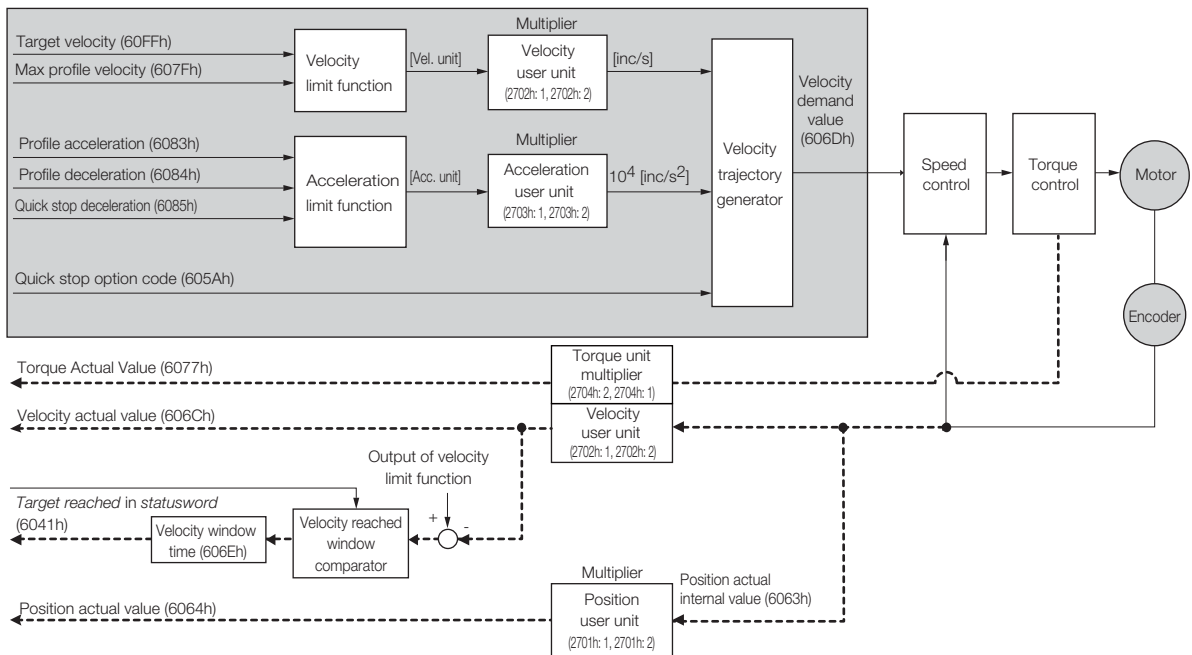 Target velocity (60FFh)
Max profile velocity (607Fh)
Velocity
limit function
[Vel. unit]
Multiplier
Velocity
user unit
(2702h: 1, 2702h: 2)
[inc/s]
Profile acceleration (6083h)
Profile deceleration (6084h)
Quick stop deceleration (6085h)
Acceleration
limit function
[Acc. unit]
Multiplier
Acceleration
user unit
(2703h: 1, 2703h: 2)
10⁴ [inc/s²]
Quick stop option code (605Ah)
Velocity
trajectory
generator
Velocity
demand
value
(606Dh)
Speed
control
Torque
control
Motor
Encoder
Torque Actual Value (6077h)
Torque unit
multiplier
(2704h: 2, 2704h: 1)
Velocity actual value (606Ch)
Velocity
user unit
(2702h: 1, 2702h: 2)
Output of velocity
limit function
+
-
Target reached in statusword
(6041h)
Velocity window
time (606Eh)
Velocity reached
window
comparator
Position actual value (6064h)
Multiplier
Position
user unit
(2701h: 1, 2701h: 2)
Position actual
internal value (6063h)